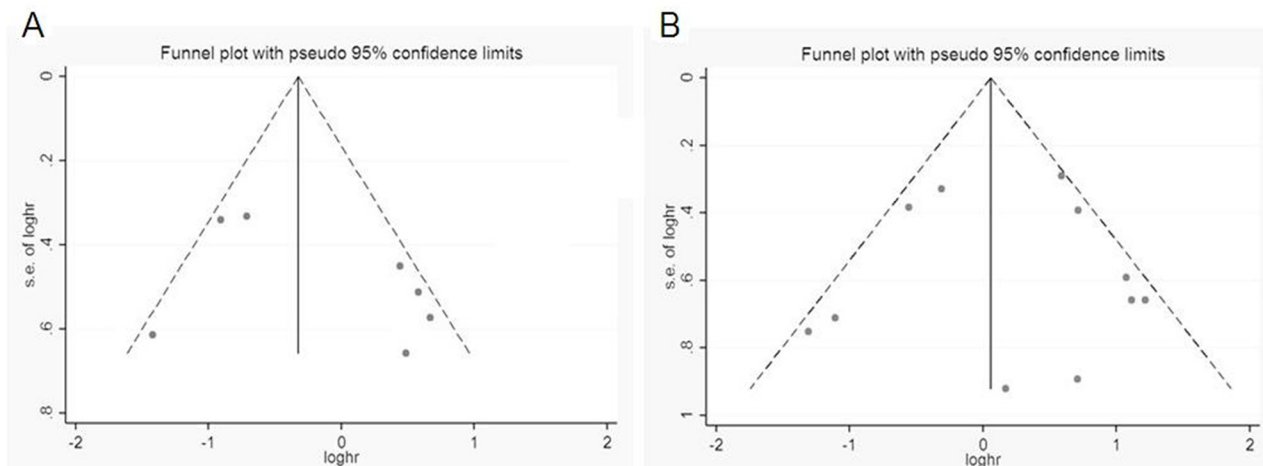 A
Funnel plot with pseudo 95% confidence limits
0
.2
.4
.6
.8
s.e. of loghr
-2 -1 0 1 2
loghr
B
Funnel plot with pseudo 95% confidence limits
0
.2
.4
.6
.8
1
s.e. of loghr
-2 -1 0 1 2
loghr